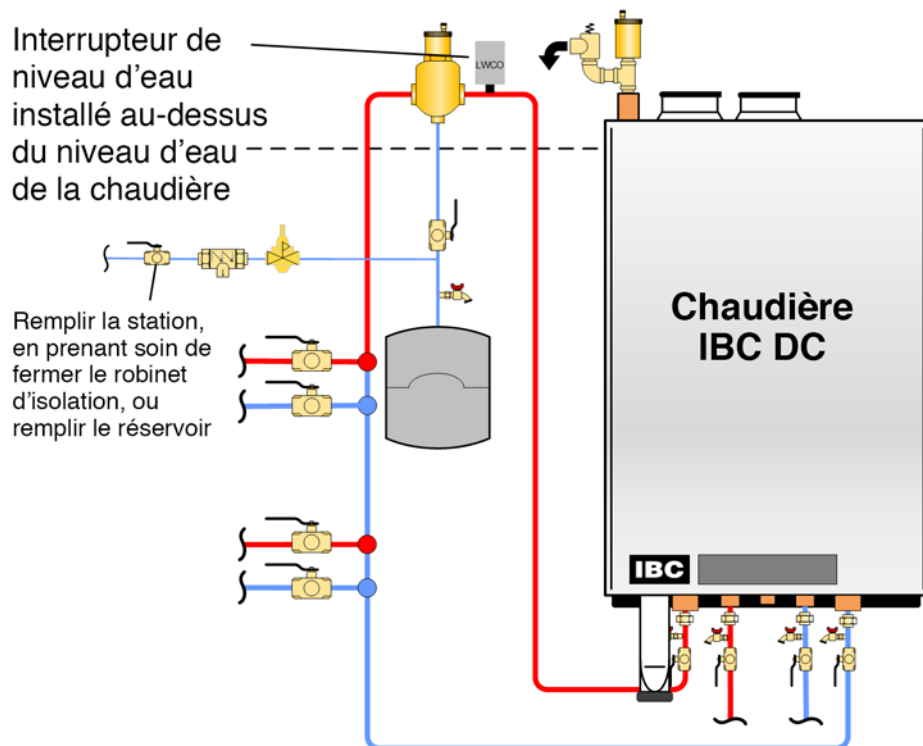 Interrupteur de
niveau d'eau
installé au-dessus
du niveau d'eau
de la chaudière
LWCO
Remplir la station,
en prenant soin de
fermer le robinet
d'isolation, ou
remplir le réservoir
Chaudière
IBC DC
IBC